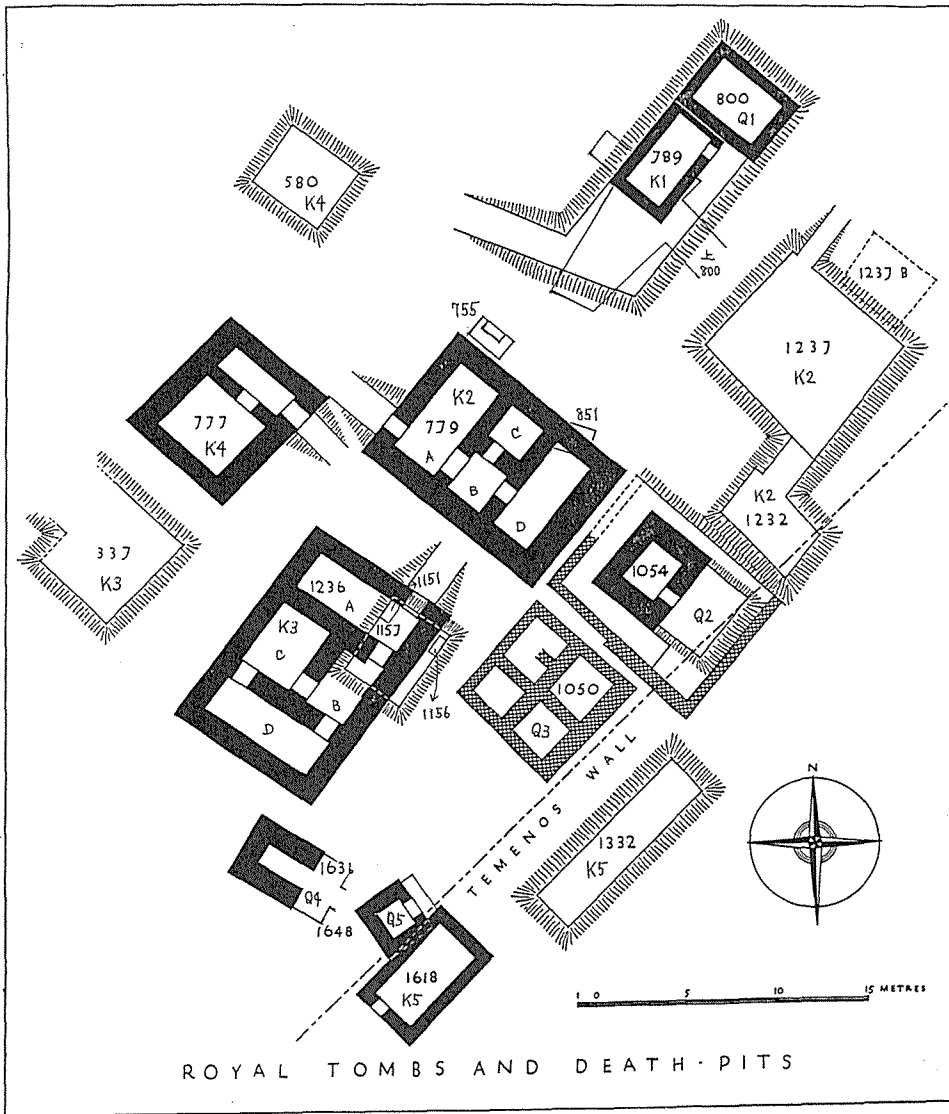 800
Q1
789
K1
580
K4
800
1237 B
1237
K2
755
K2
779
A
C
B
D
851
777
K4
K2
1232
337
K3
1054
Q2
1236
A
1151
1157
K3
C
B
D
1156
1050
Q3
TEMENOS WALL
N
1332
K5
1631
Q4
1648
Q5
1618
K5
1 0 5 10 15 METRES
ROYAL TOMBS AND DEATH-PITS